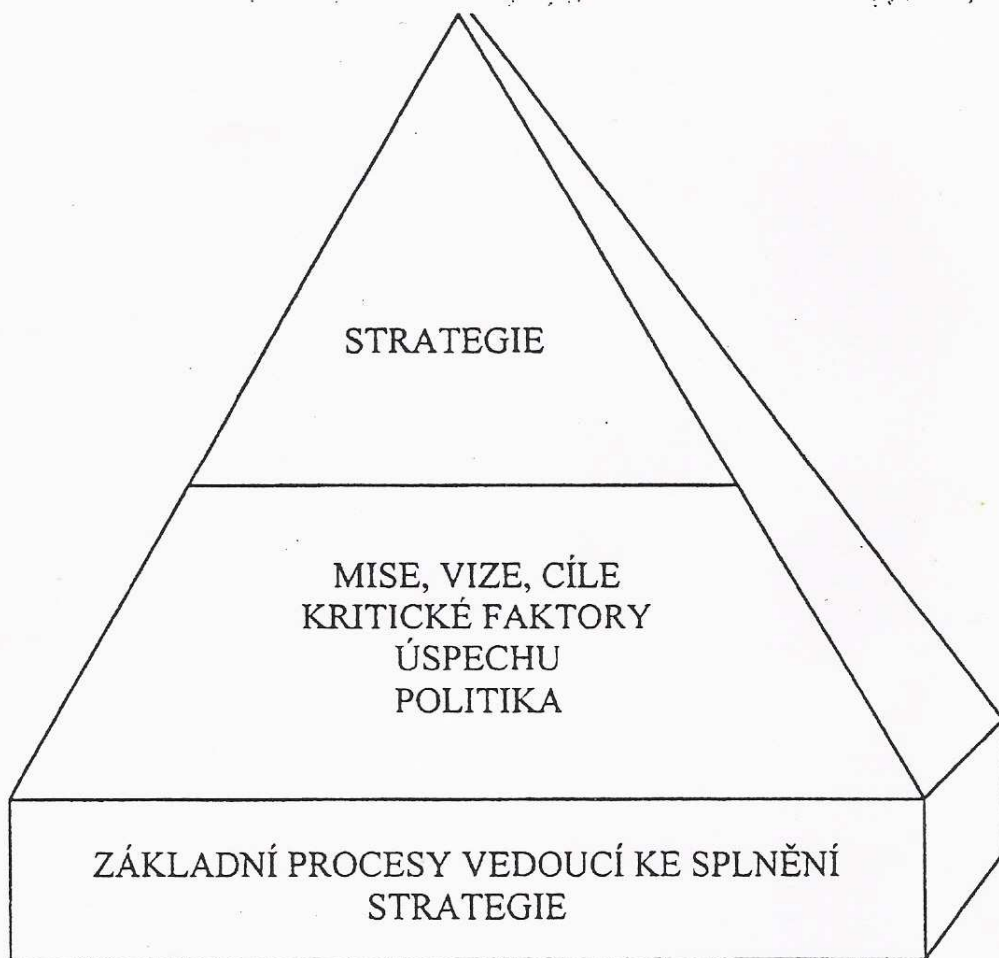 STRATEGIE
MISE, VIZE, CÍLE
KRITICKÉ FAKTORY
ÚSPECHU
POLITIKA
ZÁKLADNÍ PROCESY VEDOUCÍ KE SPLNĚNÍ
STRATEGIE